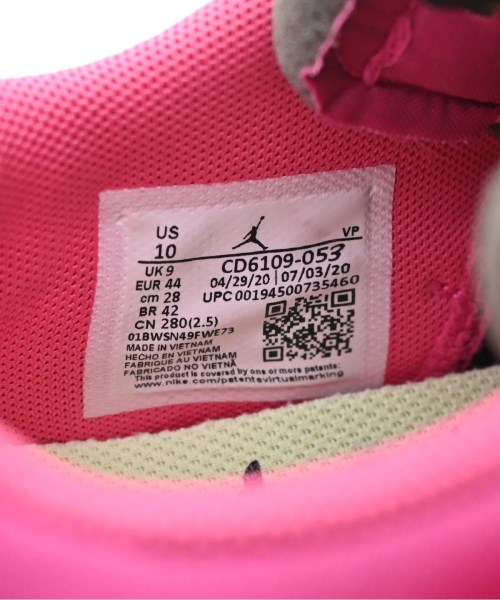 US
10
VP
UK 9
EUR 44
cm 28
BR 42
CN 280(2.5)
CD6109-053
04/29/20 | 07/03/20
UPC 00194500735460
01BWSN49FWE73
MADE IN VIETNAM
HECHO EN VIETNAM
FABRIQUE AU VIETNAM
FABRICADO NO VIETNÃ
This product is covered by one or more patents:
www.nike.com/patentsvirtualmarking